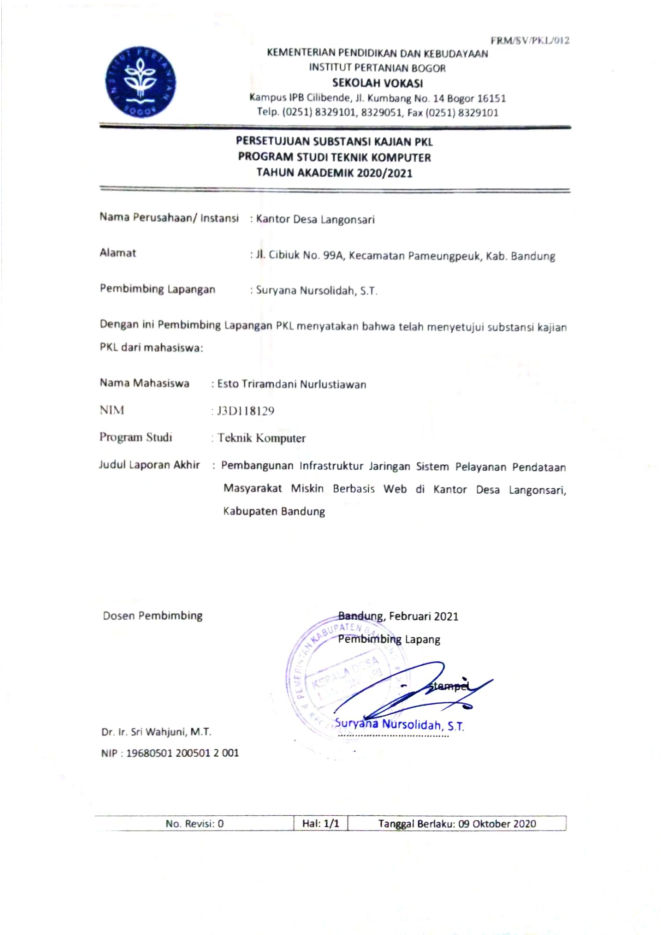 FRM/SV/PKL/012
KEMENTERIAN PENDIDIKAN DAN KEBUDAYAAN
INSTITUT PERTANIAN BOGOR
SEKOLAH VOKASI
Kampus IPB Cilibende, Jl. Kumbang No. 14 Bogor 16151
Telp. (0251) 8329101, 8329051, Fax (0251) 8329101
INSTITUT PERTANIAN
BOGOR
PERSETUJUAN SUBSTANSI KAJIAN PKL
PROGRAM STUDI TEKNIK KOMPUTER
TAHUN AKADEMIK 2020/2021
Nama Perusahaan/ Instansi : Kantor Desa Langonsari
Alamat : Jl. Cibiuk No. 99A, Kecamatan Pameungpeuk, Kab. Bandung
Pembimbing Lapangan : Suryana Nursolidah, S.T.
Dengan ini Pembimbing Lapangan PKL menyatakan bahwa telah menyetujui substansi kajian
PKL dari mahasiswa:
Nama Mahasiswa : Esto Triramdani Nurlustiawan
NIM : J3D118129
Program Studi : Teknik Komputer
Judul Laporan Akhir : Pembangunan Infrastruktur Jaringan Sistem Pelayanan Pendataan
Masyarakat Miskin Berbasis Web di Kantor Desa Langonsari,
Kabupaten Bandung
Dosen Pembimbing
Bandung, Februari 2021
Pembimbing Lapang
PEMERINTAH KABUPATEN
KEPALA DESA
Stempel
Suryana Nursolidah, S.T.
Dr. Ir. Sri Wahjuni, M.T.
NIP : 19680501 200501 2 001
No. Revisi: 0 Hal: 1/1 Tanggal Berlaku: 09 Oktober 2020